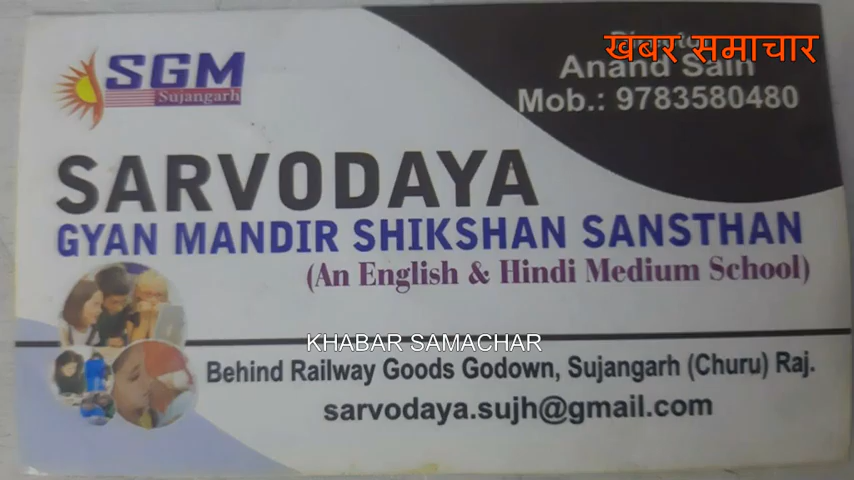 खबर समाचार
Director
Anand Sain
Mob.: 9783580480
SGM
Sujangarh
SARVODAYA
GYAN MANDIR SHIKSHAN SANSTHAN
(An English & Hindi Medium School)
KHABAR SAMACHAR
Behind Railway Goods Godown, Sujangarh (Churu) Raj.
sarvodaya.sujh@gmail.com